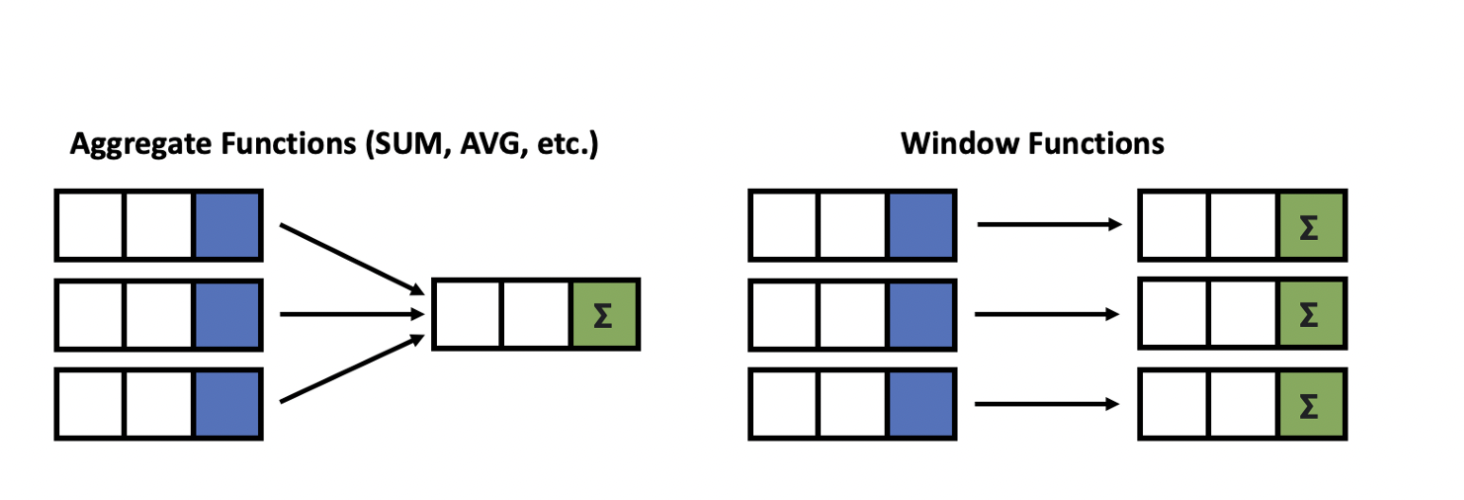 Aggregate Functions (SUM, AVG, etc.)
Σ
Window Functions
Σ
Σ
Σ